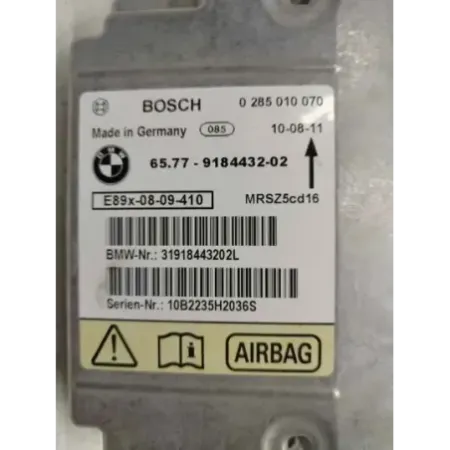 BOSCH 0 285 010 070
Made in Germany 085 10-08-11
BMW 65.77 - 9184432-02
E89x-08-09-410 MRSZ5cd16
BMW-Nr.: 31918443202L
Serien-Nr.: 10B2235H2036S
AIRBAG